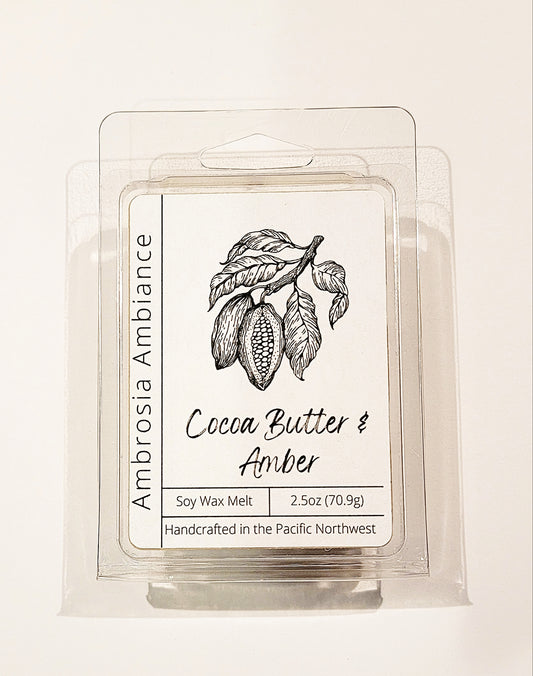 Ambrosia Ambiance
Cocoa Butter &
Amber
Soy Wax Melt
2.5oz (70.9g)
Handcrafted in the Pacific Northwest